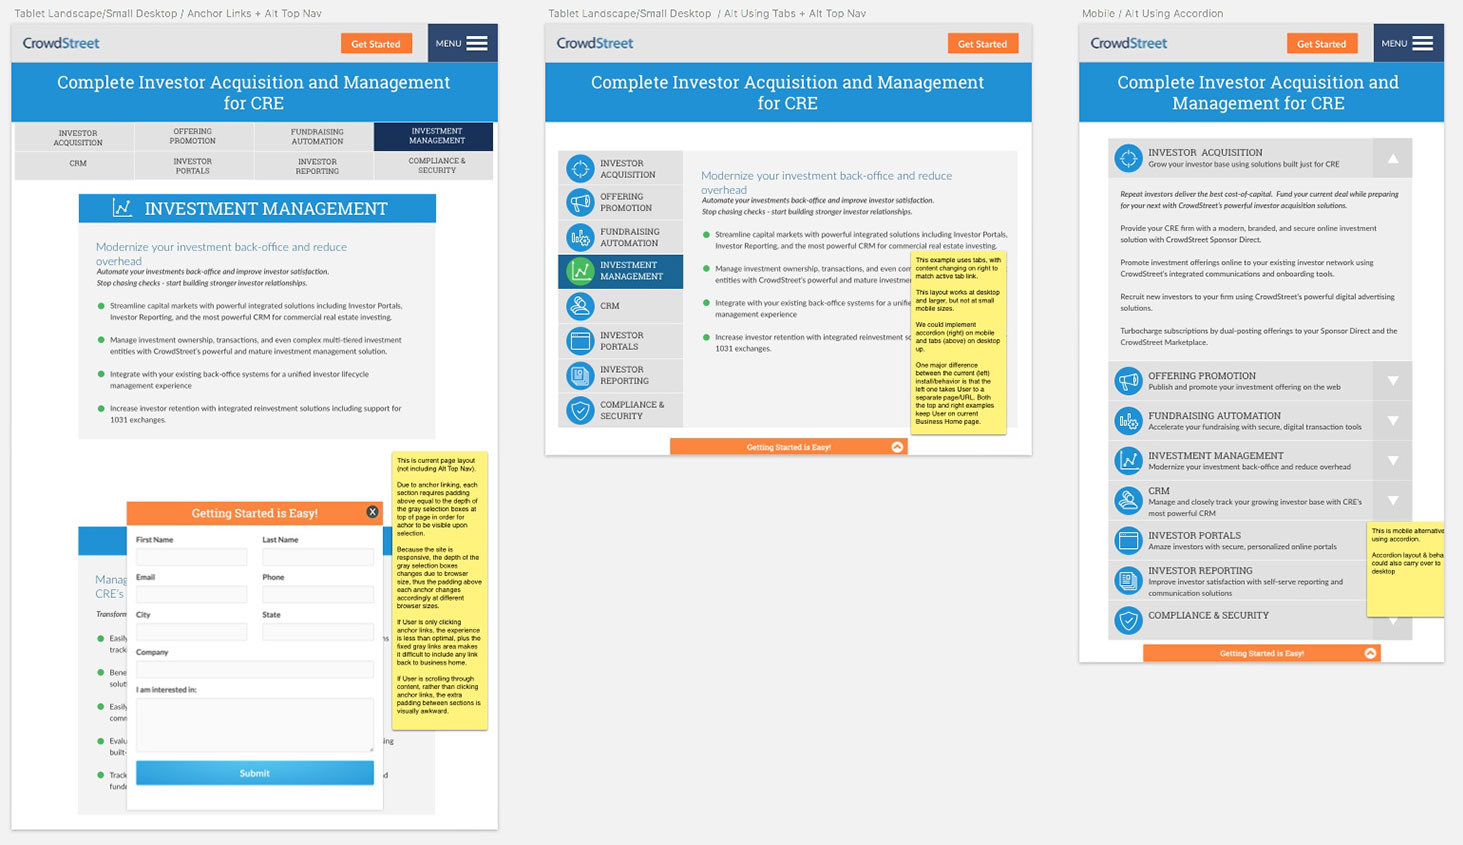 Tablet Landscape/Small Desktop / Anchor Links + Alt Top Nav
CrowdStreet
Get Started
MENU
Complete Investor Acquisition and Management
for CRE
INVESTOR
ACQUISITION
OFFERING
PROMOTION
FUNDRAISING
AUTOMATION
INVESTMENT
MANAGEMENT
CRM
INVESTOR
PORTALS
INVESTOR
REPORTING
COMPLIANCE &
SECURITY
INVESTMENT MANAGEMENT
Modernize your investment back-office and reduce
overhead
Automate your investments back-office and improve investor satisfaction.
Stop chasing checks - start building stronger investor relationships.
Streamline capital markets with powerful integrated solutions including Investor Portals,
Investor Reporting, and the most powerful CRM for commercial real estate investing.
Manage investment ownership, transactions, and even complex multi-tiered investment
entities with CrowdStreet's powerful and mature investment management solution.
Integrate with your existing back-office systems for a unified investor lifecycle
management experience
Increase investor retention with integrated reinvestment solutions including support for
1031 exchanges.
This is current page layout
(not including Alt Top Nav).
Due to anchor linking, each
section requires padding
above equal to the depth of
the gray selection boxes at
top of page in order for
achor to be visible upon
selection.
Because the site is
responsive, the depth of the
gray selection boxes
changes due to browser
size, thus the padding above
each anchor changes
accordingly at different
browser sizes.
If User is only clicking
anchor links, the experience
is less than optimal, plus the
fixed gray links area makes
it difficult to include any link
back to business home.
If User is scrolling through
content, rather than clicking
anchor links, the extra
padding between sections is
visually awkward.
Getting Started is Easy!
X
First Name
Last Name
Email
Phone
City
State
Company
I am interested in:
Submit
Manag
CRE's
Transform
Easily
track
Bene
solut
Easily
comm
Evalu
built-
Track
fund
ns
ing
d
Tablet Landscape/Small Desktop / Alt Using Tabs + Alt Top Nav
CrowdStreet
Get Started
MENU
Complete Investor Acquisition and Management
for CRE
INVESTOR
ACQUISITION
OFFERING
PROMOTION
FUNDRAISING
AUTOMATION
INVESTMENT
MANAGEMENT
CRM
INVESTOR
PORTALS
INVESTOR
REPORTING
COMPLIANCE &
SECURITY
Modernize your investment back-office and reduce
overhead
Automate your investments back-office and improve investor satisfaction.
Stop chasing checks - start building stronger investor relationships.
Streamline capital markets with powerful integrated solutions including Investor Portals,
Investor Reporting, and the most powerful CRM for commercial real estate investing.
Manage investment ownership, transactions, and even com
entities with CrowdStreet's powerful and mature investmen
Integrate with your existing back-office systems for a unifie
management experience
Increase investor retention with integrated reinvestment so
1031 exchanges.
This example uses tabs, with
content changing on right to
match active tab link.
This layout works at desktop
and larger, but not at small
mobile sizes.
We could implement
accordion (right) on mobile
and tabs (above) on desktop
up.
One major difference
between the current (left)
install/behavior is that the
left one takes User to a
separate page/URL. Both
the top and right examples
keep User on current
Business Home page.
Getting Started is Easy!
Mobile / Alt Using Accordion
CrowdStreet
Get Started
MENU
Complete Investor Acquisition and
Management for CRE
INVESTOR ACQUISITION
Grow your investor base using solutions built just for CRE
Repeat investors deliver the best cost-of-capital. Fund your current deal while preparing
for your next with CrowdStreet's powerful investor acquisition solutions.
Provide your CRE firm with a modern, branded, and secure online investment
solution with CrowdStreet Sponsor Direct.
Promote investment offerings online to your existing investor network using
CrowdStreet's integrated communications and onboarding tools.
Recruit new investors to your firm using CrowdStreet's powerful digital advertising
solutions.
Turbocharge subscriptions by dual-posting offerings to your Sponsor Direct and the
CrowdStreet Marketplace.
OFFERING PROMOTION
Publish and promote your investment offering on the web
FUNDRAISING AUTOMATION
Accelerate your fundraising with secure, digital transaction tools
INVESTMENT MANAGEMENT
Modernize your investment back-office and reduce overhead
CRM
Manage and closely track your growing investor base with CRE's
most powerful CRM
INVESTOR PORTALS
Amaze investors with secure, personalized online portals
INVESTOR REPORTING
Improve investor satisfaction with self-serve reporting and
communication solutions
COMPLIANCE & SECURITY
This is mobile alternative
using accordion.
Accordion layout & beha
could also carry over to
desktop
Getting Started is Easy!